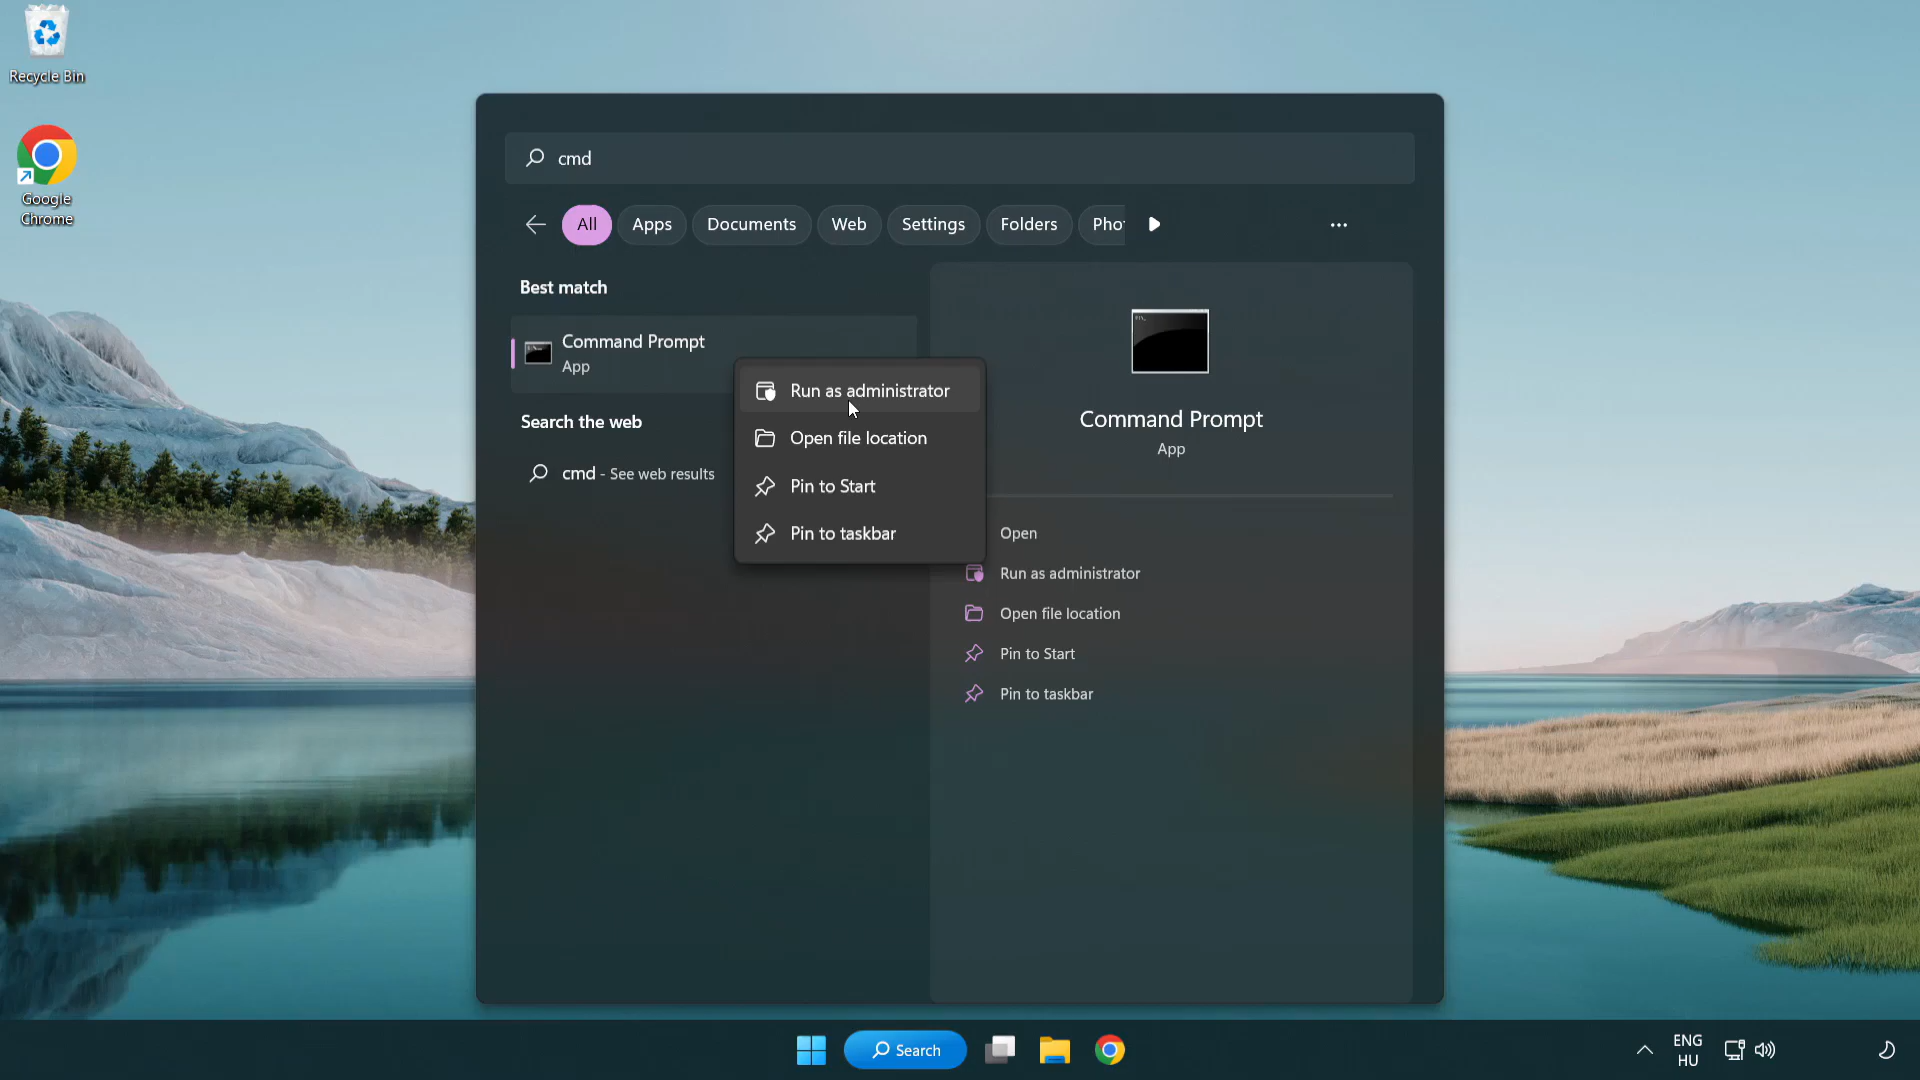 Recycle Bin
Google
Chrome
cmd
All
Apps
Documents
Web
Settings
Folders
Best match
Command Prompt
App
Search the web
cmd - See web results
Run as administrator
Open file location
Pin to Start
Pin to taskbar
Command Prompt
App
Open
Run as administrator
Open file location
Pin to Start
Pin to taskbar
Search
ENG
HU